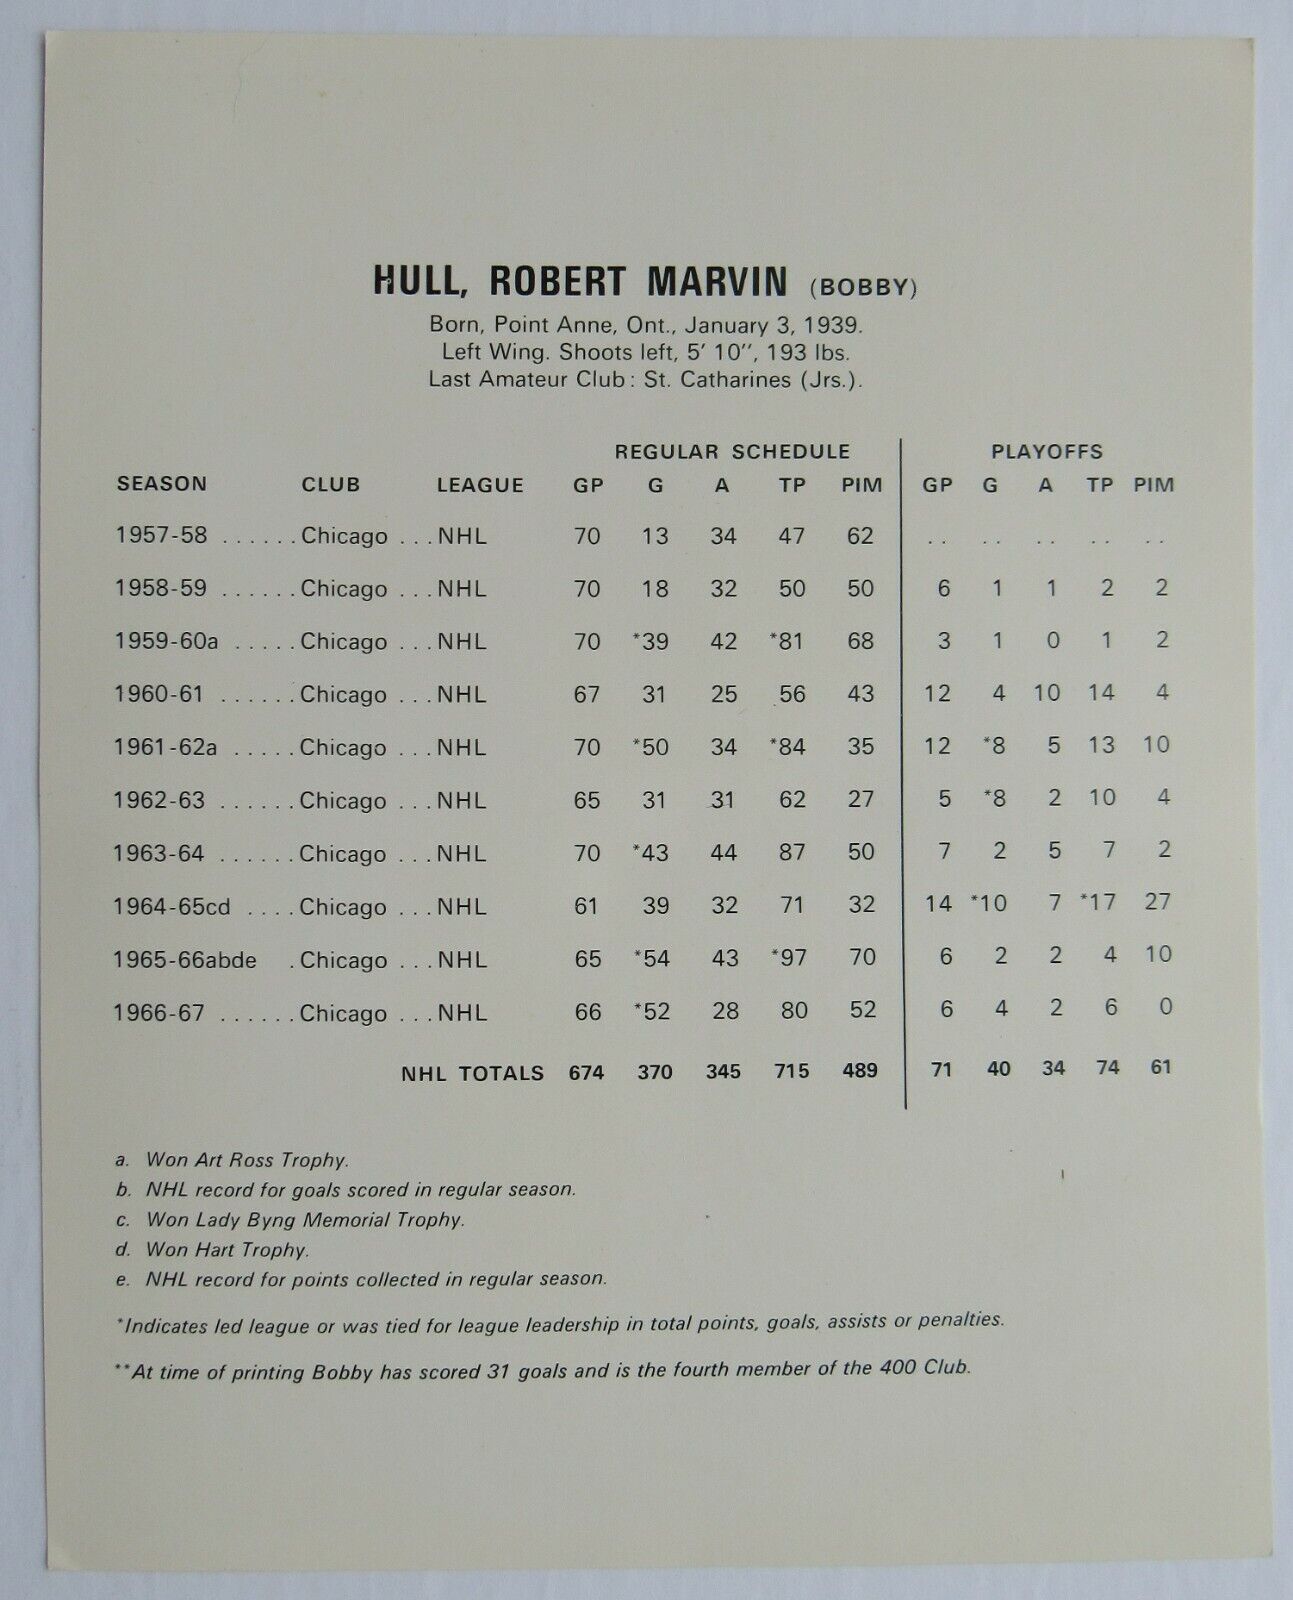 HULL, ROBERT MARVIN (BOBBY)
Born, Point Anne, Ont., January 3, 1939.
Left Wing. Shoots left, 5' 10", 193 lbs.
Last Amateur Club: St. Catharines (Jrs.).
REGULAR SCHEDULE PLAYOFFS
SEASON CLUB LEAGUE GP G A TP PIM GP G A TP PIM
1957-58 ...... Chicago ... NHL 70 13 34 47 62 .. .. .. .. ..
1958-59 ...... Chicago ... NHL 70 18 32 50 50 6 1 1 2 2
1959-60a ..... Chicago ... NHL 70 *39 42 *81 68 3 1 0 1 2
1960-61 ...... Chicago ... NHL 67 31 25 56 43 12 4 10 14 4
1961-62a ..... Chicago ... NHL 70 *50 34 *84 35 12 *8 5 13 10
1962-63 ...... Chicago ... NHL 65 31 31 62 27 5 *8 2 10 4
1963-64 ...... Chicago ... NHL 70 *43 44 87 50 7 2 5 7 2
1964-65cd .... Chicago ... NHL 61 39 32 71 32 14 *10 7 *17 27
1965-66abde . Chicago ... NHL 65 *54 43 *97 70 6 2 2 4 10
1966-67 ...... Chicago ... NHL 66 *52 28 80 52 6 4 2 6 0
NHL TOTALS 674 370 345 715 489 71 40 34 74 61
a. Won Art Ross Trophy.
b. NHL record for goals scored in regular season.
c. Won Lady Byng Memorial Trophy.
d. Won Hart Trophy.
e. NHL record for points collected in regular season.
*Indicates led league or was tied for league leadership in total points, goals, assists or penalties.
**At time of printing Bobby has scored 31 goals and is the fourth member of the 400 Club.